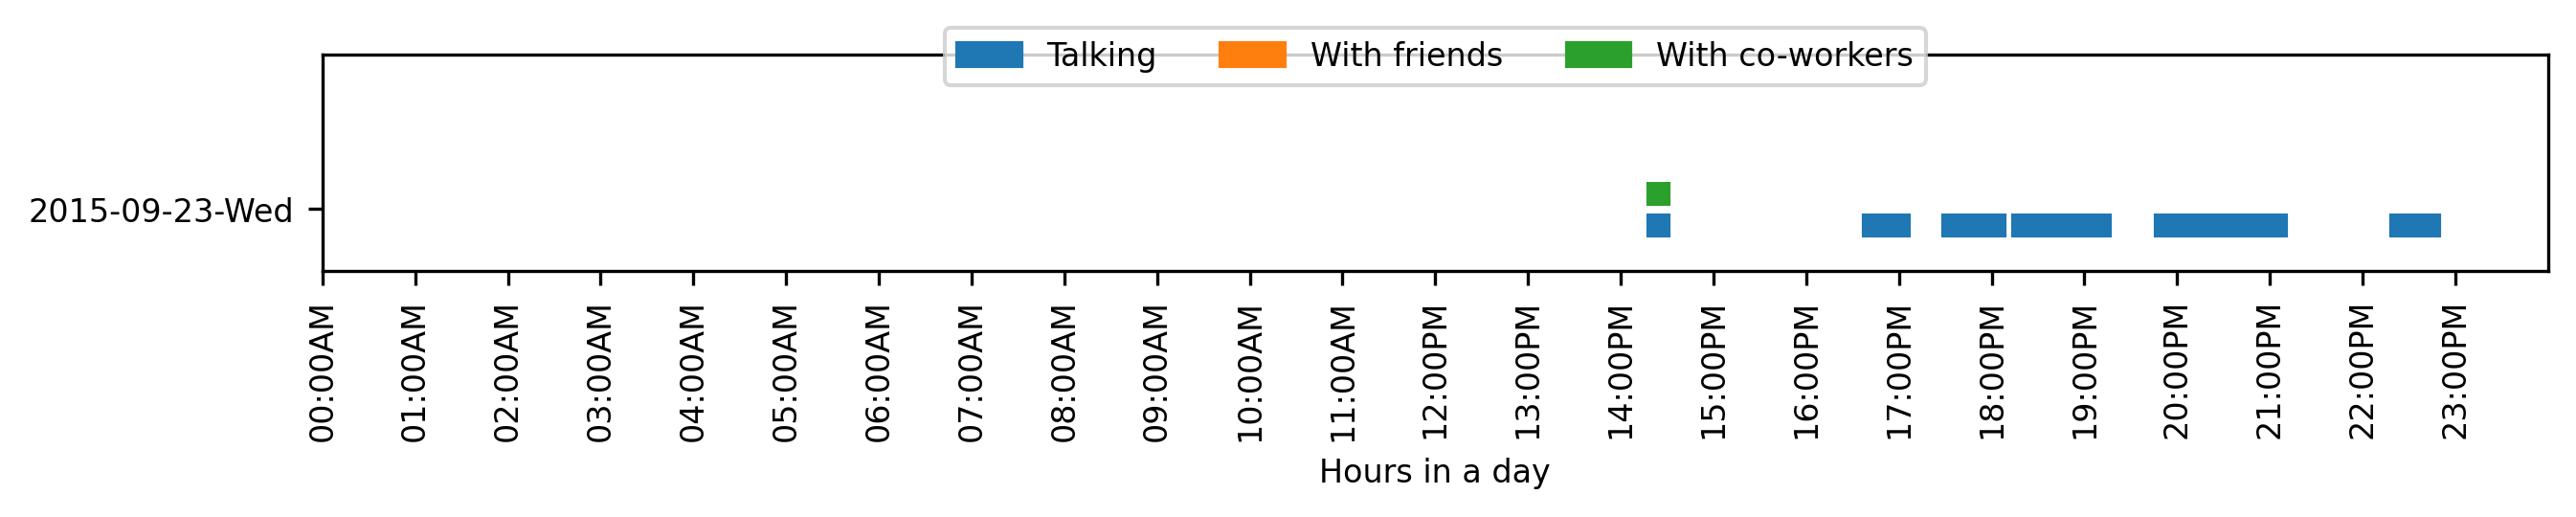 Talking With friends With co-workers
2015-09-23-Wed
00:00AM 01:00AM 02:00AM 03:00AM 04:00AM 05:00AM 06:00AM 07:00AM 08:00AM 09:00AM 10:00AM 11:00AM 12:00PM 13:00PM 14:00PM 15:00PM 16:00PM 17:00PM 18:00PM 19:00PM 20:00PM 21:00PM 22:00PM 23:00PM
Hours in a day